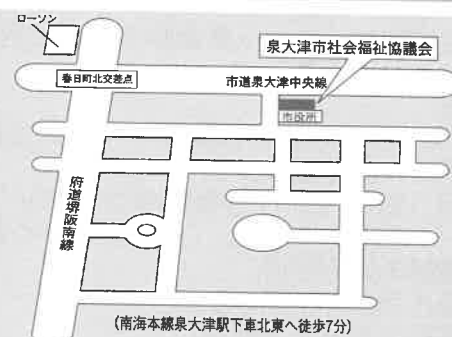 ローソン
泉大津市社会福祉協議会
春日町北交差点
市道泉大津中央線
市役所
府道堺阪南線
(南海本線泉大津駅下車北東へ徒歩7分)